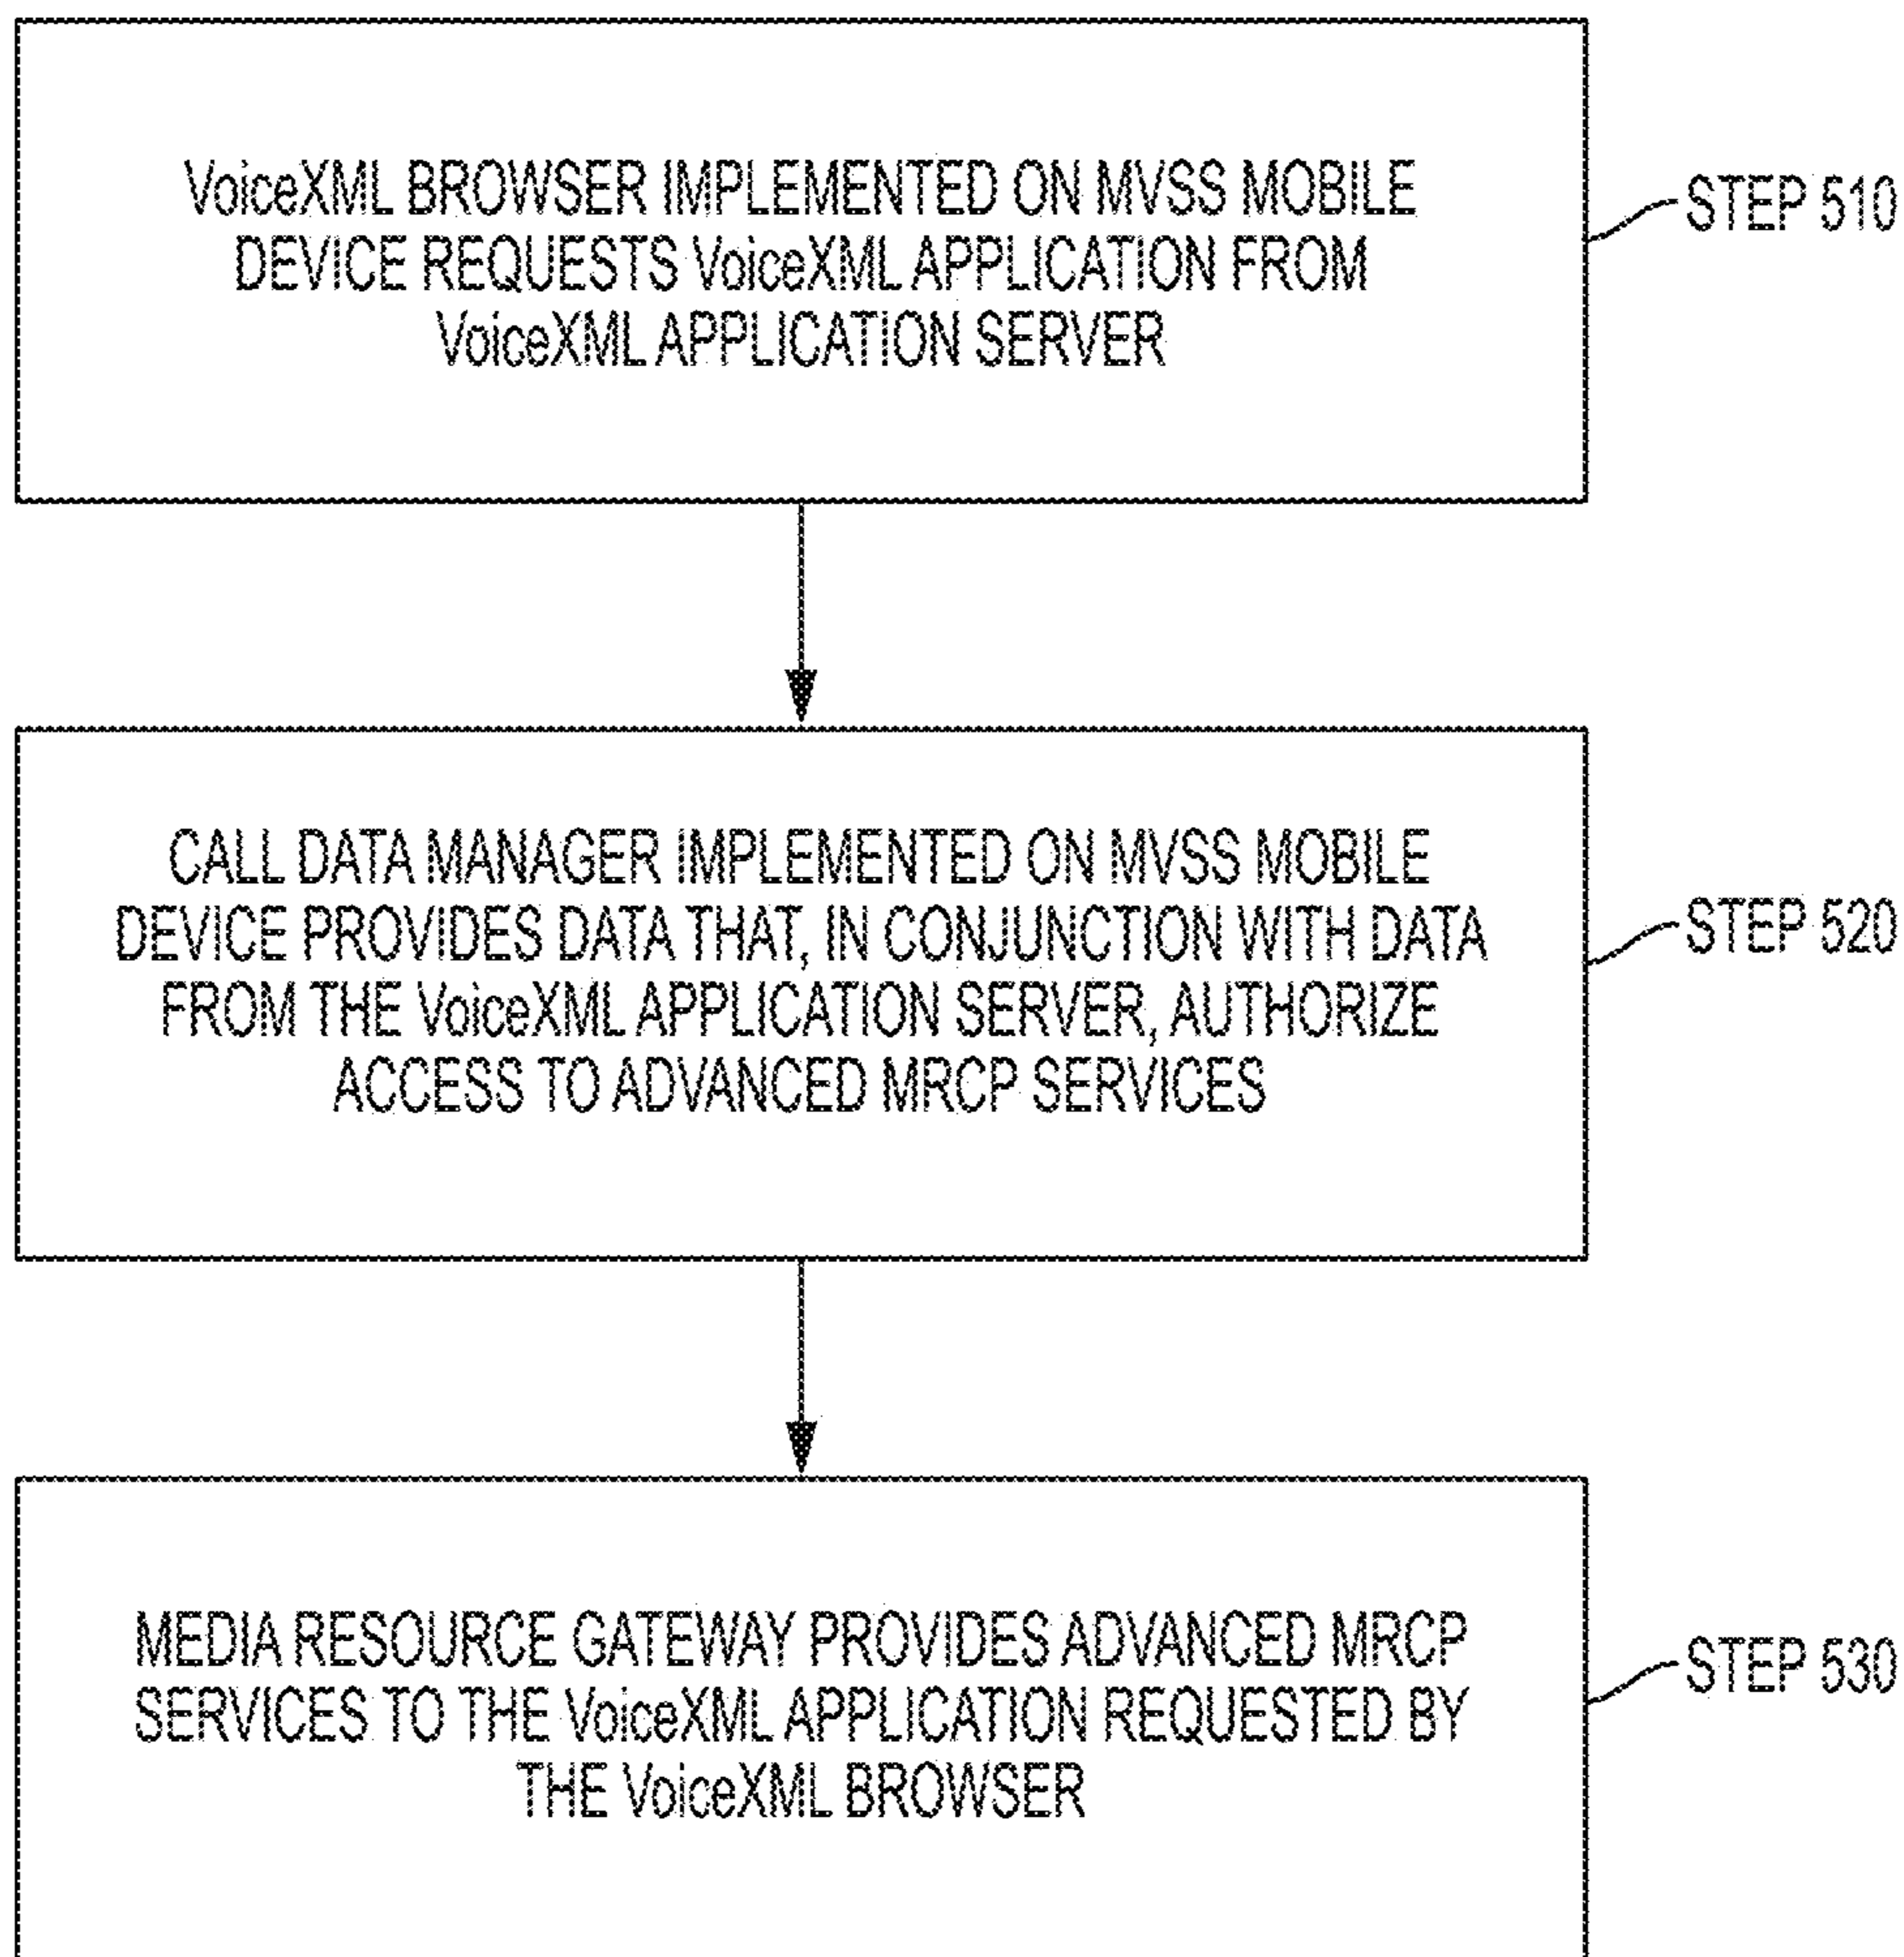 VoiceXML BROWSER IMPLEMENTED ON MVSS MOBILE
DEVICE REQUESTS VoiceXML APPLICATION FROM
VoiceXML APPLICATION SERVER
STEP 510
CALL DATA MANAGER IMPLEMENTED ON MVSS MOBILE
DEVICE PROVIDES DATA THAT, IN CONJUNCTION WITH DATA
FROM THE VoiceXML APPLICATION SERVER, AUTHORIZE
ACCESS TO ADVANCED MRCP SERVICES
STEP 520
MEDIA RESOURCE GATEWAY PROVIDES ADVANCED MRCP
SERVICES TO THE VoiceXML APPLICATION REQUESTED BY
THE VoiceXML BROWSER
STEP 530